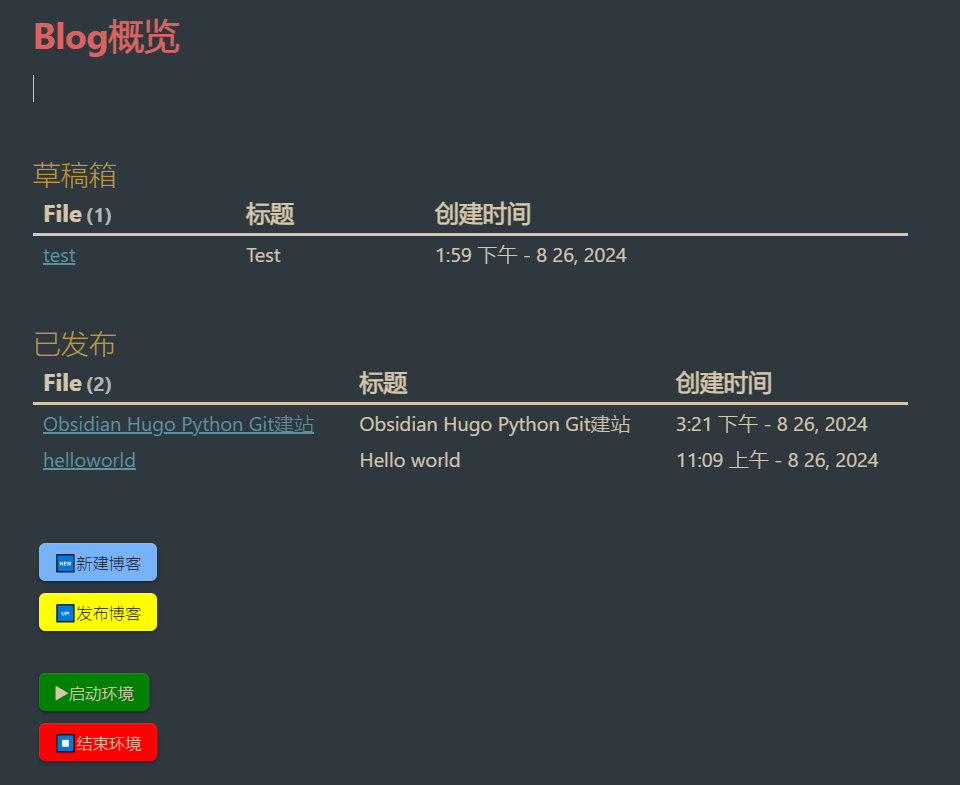 Blog概览
草稿箱
File (1) 标题 创建时间
test Test 1:59 下午 - 8 26, 2024
已发布
File (2) 标题 创建时间
Obsidian Hugo Python Git建站 Obsidian Hugo Python Git建站 3:21 下午 - 8 26, 2024
helloworld Hello world 11:09 上午 - 8 26, 2024
🆕新建博客
🆙发布博客
▶启动环境
⏹结束环境